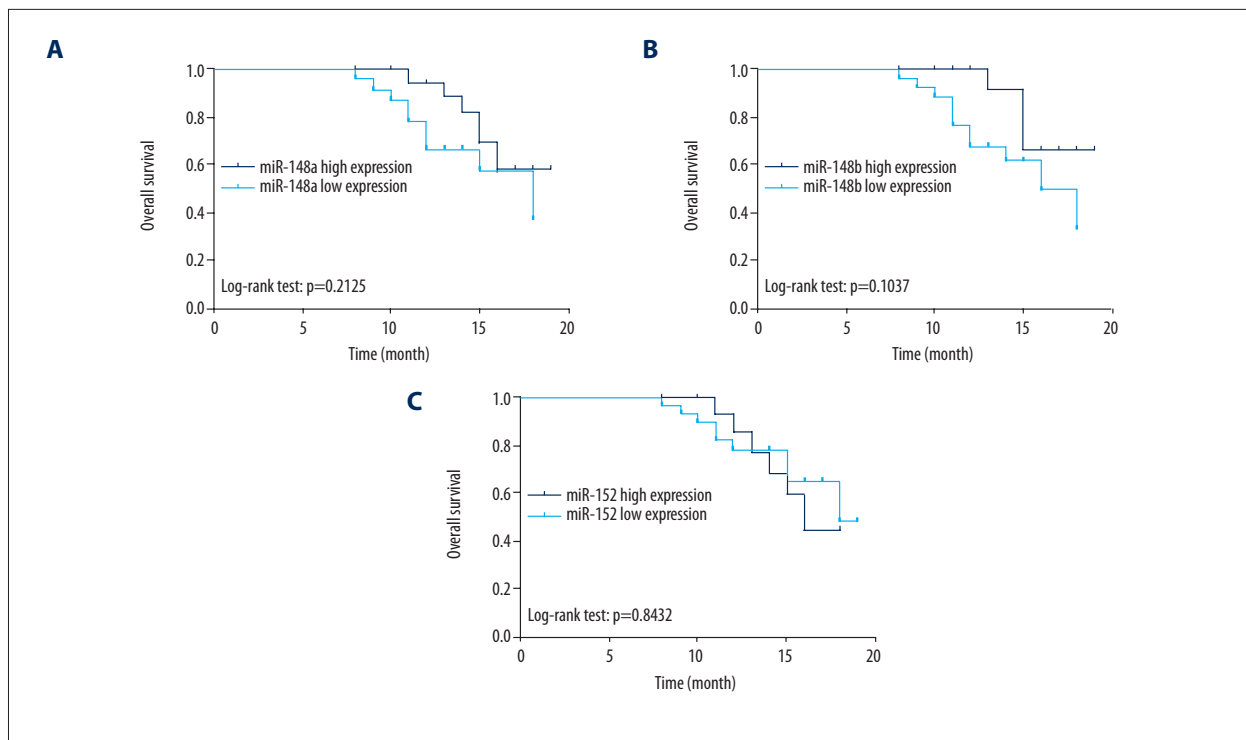 A
1.0
0.8
0.6
0.4
0.2
0.0
Overall survival
miR-148a high expression
miR-148a low expression
Log-rank test: p=0.2125
0 5 10 15 20
Time (month)
B
1.0
0.8
0.6
0.4
0.2
0.0
Overall survival
miR-148b high expression
miR-148b low expression
Log-rank test: p=0.1037
0 5 10 15 20
Time (month)
C
1.0
0.8
0.6
0.4
0.2
0.0
Overall survival
miR-152 high expression
miR-152 low expression
Log-rank test: p=0.8432
0 5 10 15 20
Time (month)